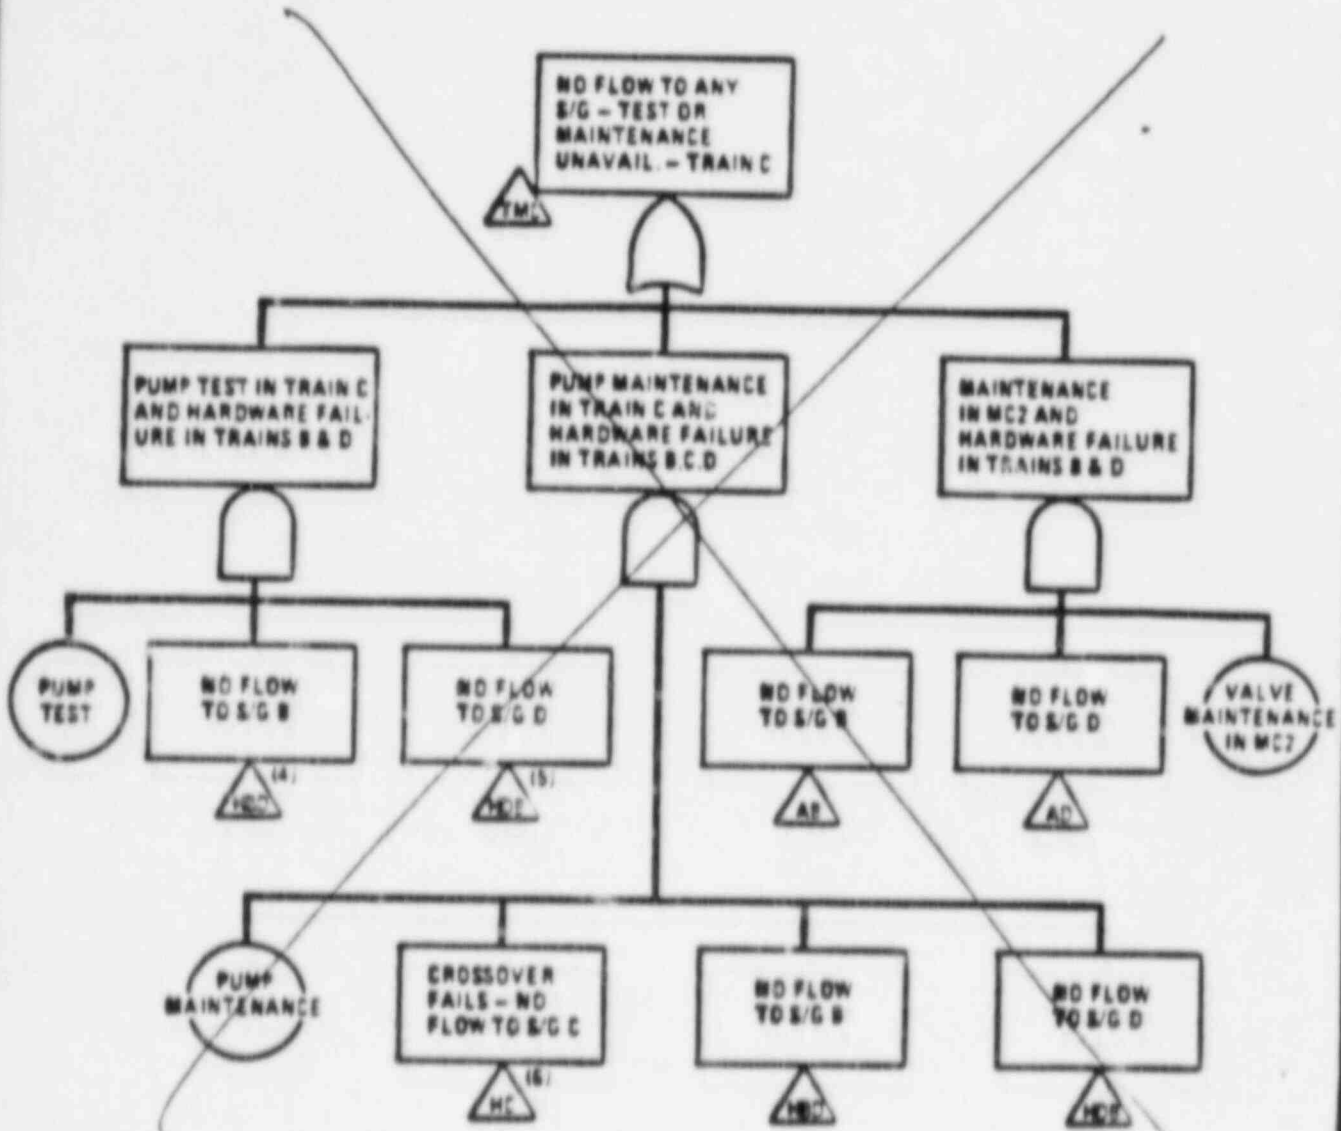 NO FLOW TO ANY
S/G – TEST OR
MAINTENANCE
UNAVAIL. – TRAIN C
PUMP TEST IN TRAIN C
AND HARDWARE FAIL-
URE IN TRAINS B & D
PUMP MAINTENANCE
IN TRAIN C AND
HARDWARE FAILURE
IN TRAINS B.C.D
MAINTENANCE
IN MC2 AND
HARDWARE FAILURE
IN TRAINS B & D
PUMP
TEST
NO FLOW
TO S/G B
(4)
NO FLOW
TO S/G D
(5)
NO FLOW
TO S/G B
AB
NO FLOW
TO S/G D
AD
VALVE
MAINTENANCE
IN MC2
PUMP
MAINTENANCE
CROSSOVER
FAILS – NO
FLOW TO S/G C
(6)
HC
NO FLOW
TO S/G B
NO FLOW
TO S/G D